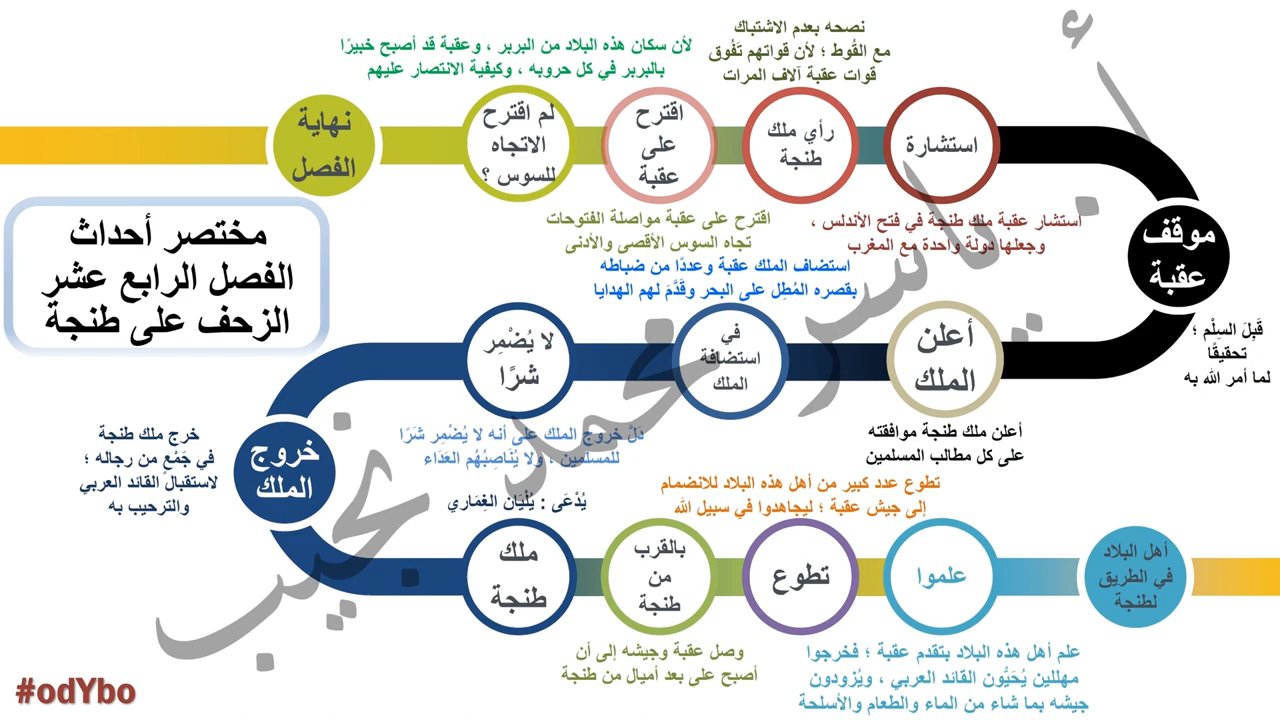 مختصر أحداث
الفصل الرابع عشر
الزحف على طنجة
أهل البلاد
في الطريق
لطنجة
علموا
علم أهل هذه البلاد بتقدم عقبة ؛ فخرجوا
مهللين يُحَيُّون القائد العربي ، ويُزودون
جيشه بما شاء من الماء والطعام والأسلحة
تطوع
تطوع عدد كبير من أهل هذه البلاد للانضمام
إلى جيش عقبة ؛ ليجاهدوا في سبيل الله
بالقرب
من
طنجة
وصل عقبة وجيشه إلى أن
أصبح على بعد أميال من طنجة
ملك
طنجة
يُدْعَى : يُلْيَان الغِمَاري
خروج
الملك
خرج ملك طنجة
في جَمْعٍ من رجاله ؛
لاستقبال القائد العربي
والترحيب به
لا يُضْمِر
شرًا
دَلَّ خروج الملك على أنه لا يُضْمِر شَرًا
للمسلمين ، ولا يُنَاصِبُهُم العَدَاء
في
استضافة
الملك
استضاف الملك عقبة وعددًا من ضباطه
بقصره المُطِل على البحر وقَدَّمَ لهم الهدايا
أعلن
الملك
أعلن ملك طنجة موافقته
على كل مطالب المسلمين
موقف
عقبة
قَبِلَ السِلْم ؛
تحقيقًا
لما أمر الله به
استشارة
استشار عقبة ملك طنجة في فتح الأندلس ،
وجعلها دولة واحدة مع المغرب
رأي ملك
طنجة
نصحه بعدم الاشتباك
مع القُوط ؛ لأن قواتهم تَفُوق
قوات عقبة آلاف المرات
اقترح
على
عقبة
اقترح على عقبة مواصلة الفتوحات
تجاه السوس الأقصى والأدنى
لم اقترح
الاتجاه
للسوس ؟
لأن سكان هذه البلاد من البربر ، وعقبة قد أصبح خبيرًا
بالبربر في كل حروبه ، وكيفية الانتصار عليهم
نهاية
الفصل
أ. ياسر محمد نجيب
#odYbo